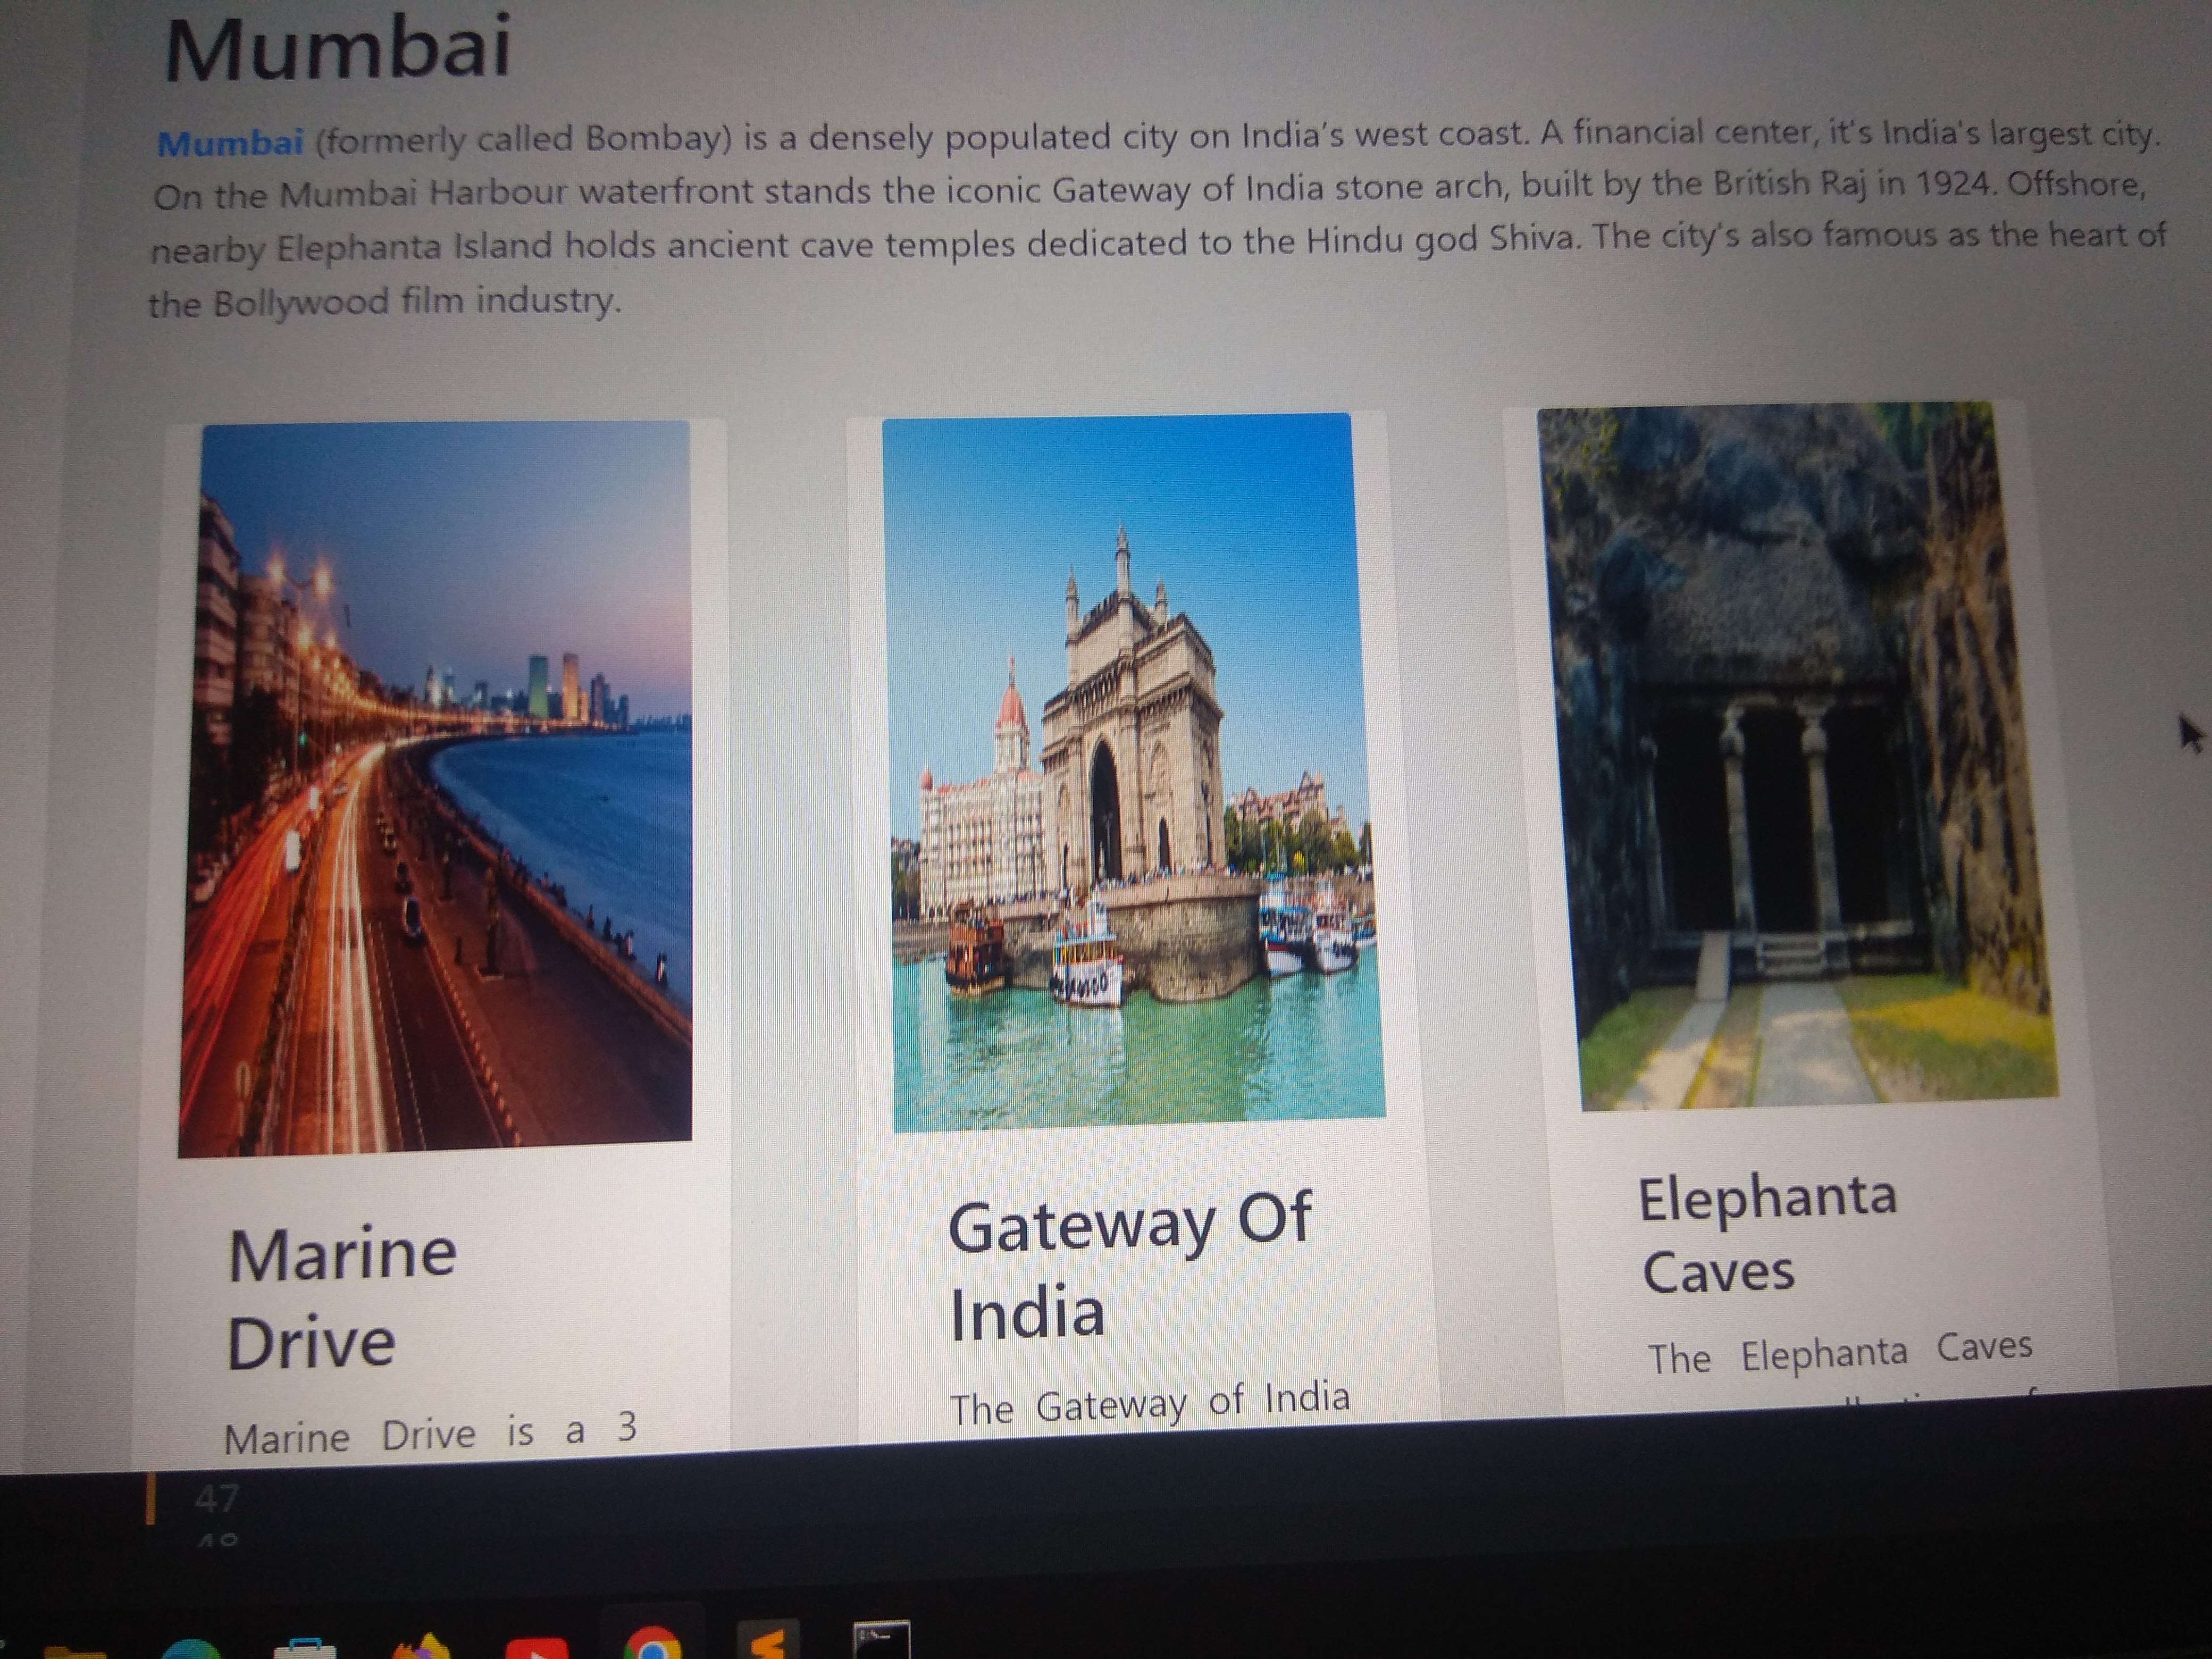 Mumbai
Mumbai (formerly called Bombay) is a densely populated city on India's west coast. A financial center, it's India's largest city.
On the Mumbai Harbour waterfront stands the iconic Gateway of India stone arch, built by the British Raj in 1924. Offshore,
nearby Elephanta Island holds ancient cave temples dedicated to the Hindu god Shiva. The city's also famous as the heart of
the Bollywood film industry.
Marine
Drive
Marine Drive is a 3
Gateway Of
India
The Gateway of India
Elephanta
Caves
The Elephanta Caves
47